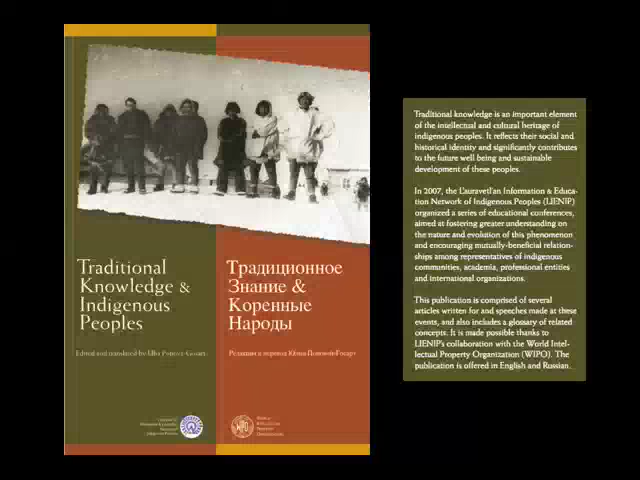 Traditional
Knowledge &
Indigenous
Peoples
Традиционное
Знание &
Коренные
Народы
Edited and translated by
Редакция и перевод
WIPO
World
Intellectual
Property
Organization
Traditional knowledge is an important element
of the intellectual and cultural heritage of
indigenous peoples. It reflects their social and
historical identity and significantly contributes
to the future well being and sustainable
development of these peoples.
In 2007, the L'auravetl'an Information & Educa-
tion Network of Indigenous Peoples (LIENIP)
organized a series of educational conferences,
aimed at fostering greater understanding on
the nature and evolution of this phenomenon
and encouraging mutually-beneficial relation-
ships among representatives of indigenous
communities, academia, professional entities
and international organizations.
This publication is comprised of several
articles written for and speeches made at these
events, and also includes a glossary of related
concepts. It is made possible thanks to
LIENIP's collaboration with the World Intel-
lectual Property Organization (WIPO). The
publication is offered in English and Russian.